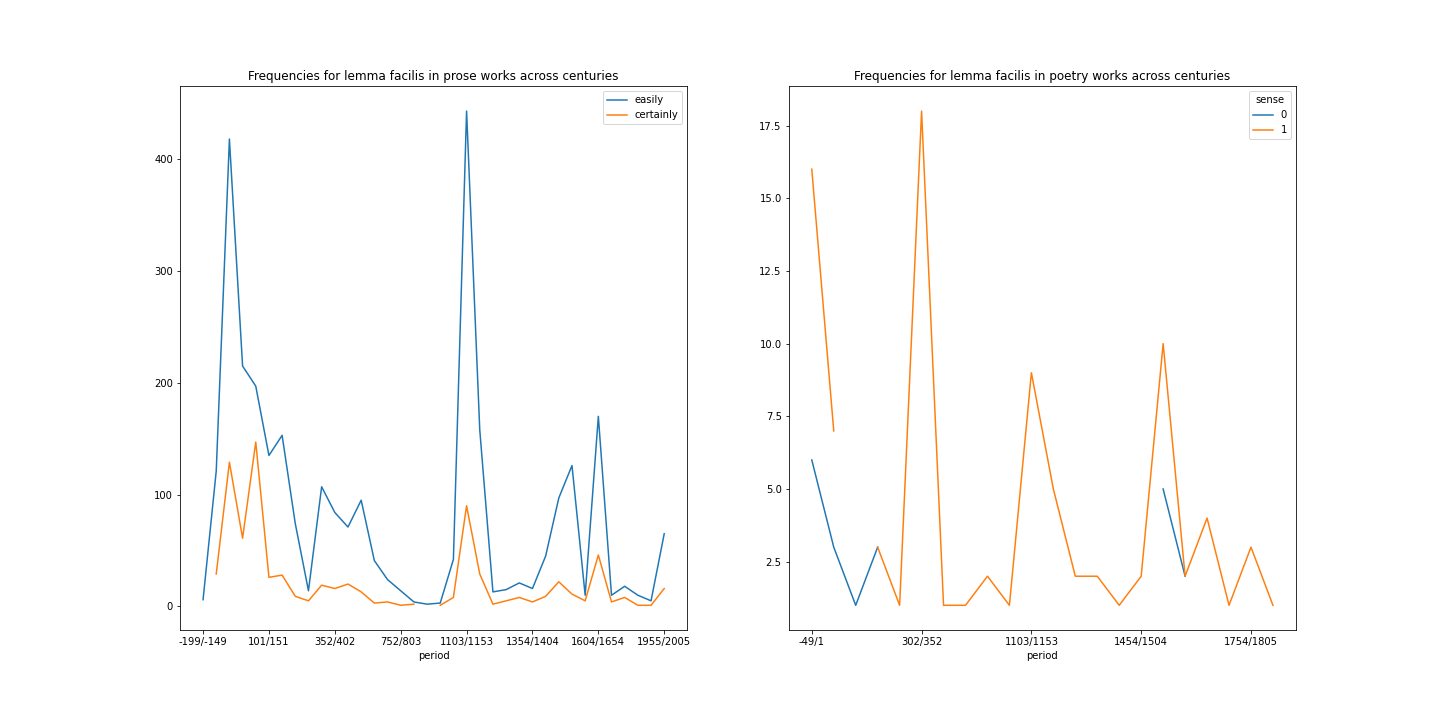 Frequencies for lemma facilis in prose works across centuries
easily
certainly
400
300
200
100
0
-199/-149 101/151 352/402 752/803 1103/1153 1354/1404 1604/1654 1955/2005
period
Frequencies for lemma facilis in poetry works across centuries
sense
0
1
17.5
15.0
12.5
10.0
7.5
5.0
2.5
-49/1 302/352 1103/1153 1454/1504 1754/1805
period